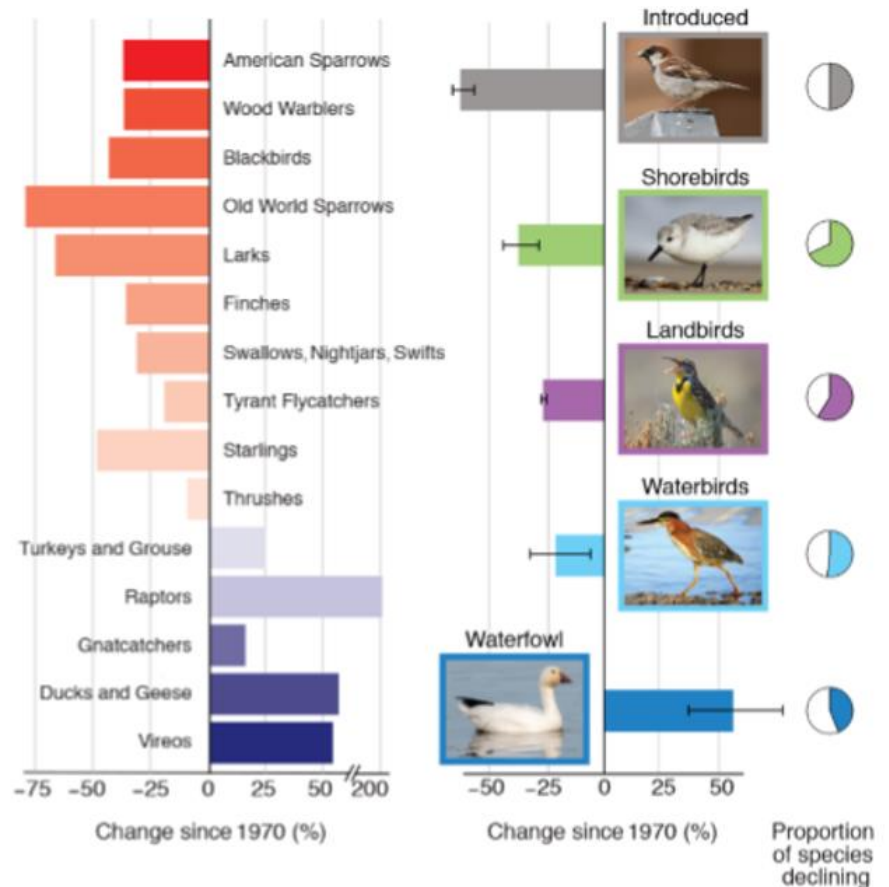 American Sparrows
Wood Warblers
Blackbirds
Old World Sparrows
Larks
Finches
Swallows, Nightjars, Swifts
Tyrant Flycatchers
Starlings
Thrushes
Turkeys and Grouse
Raptors
Gnatcatchers
Ducks and Geese
Vireos
-75 -50 -25 0 25 50 200
Change since 1970 (%)
Introduced
Shorebirds
Landbirds
Waterbirds
Waterfowl
-50 -25 0 25 50
Change since 1970 (%)
Proportion
of species
declining